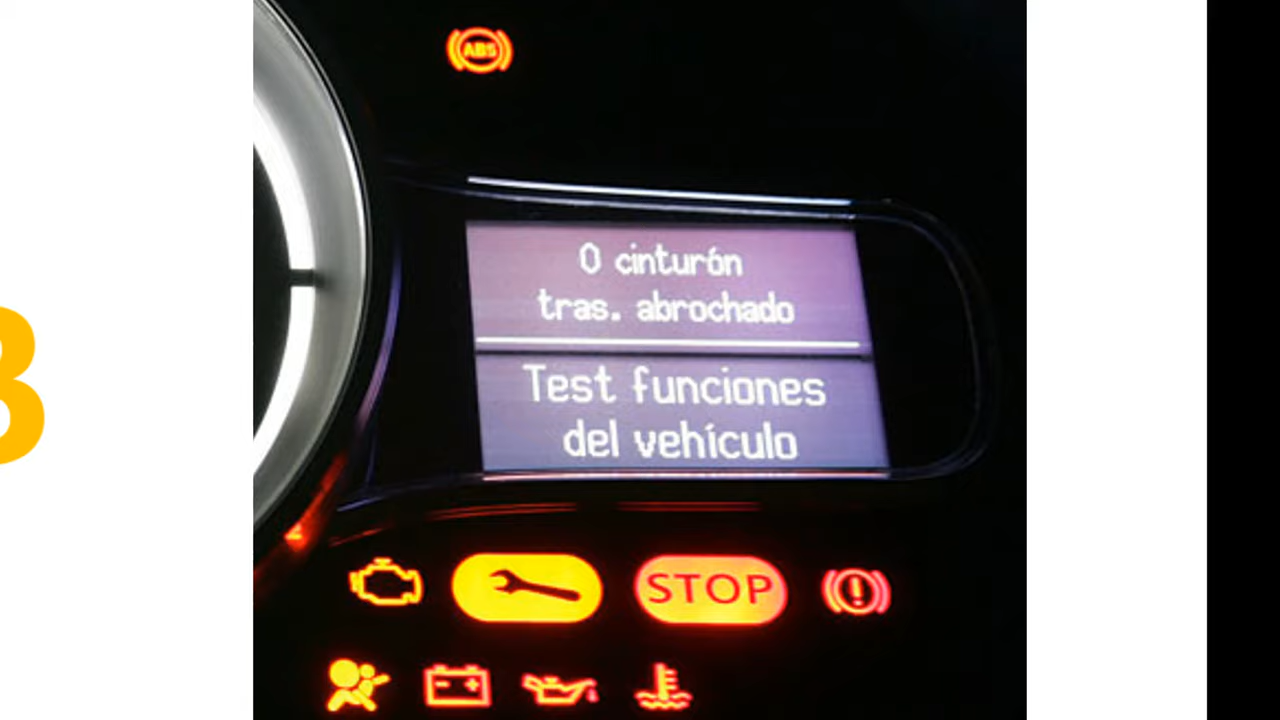 ABS
0 cinturón
tras. abrochado
Test funciones
del vehículo
STOP